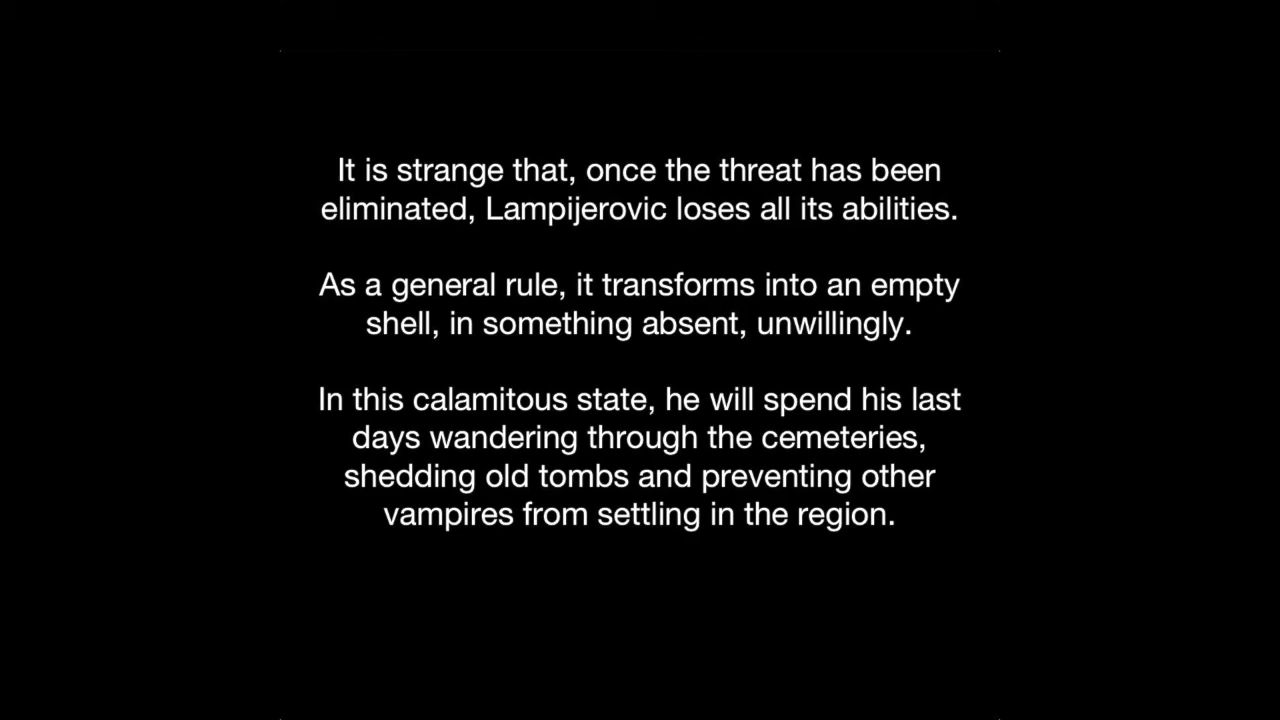 It is strange that, once the threat has been
eliminated, Lampijerovic loses all its abilities.
As a general rule, it transforms into an empty
shell, in something absent, unwillingly.
In this calamitous state, he will spend his last
days wandering through the cemeteries,
shedding old tombs and preventing other
vampires from settling in the region.